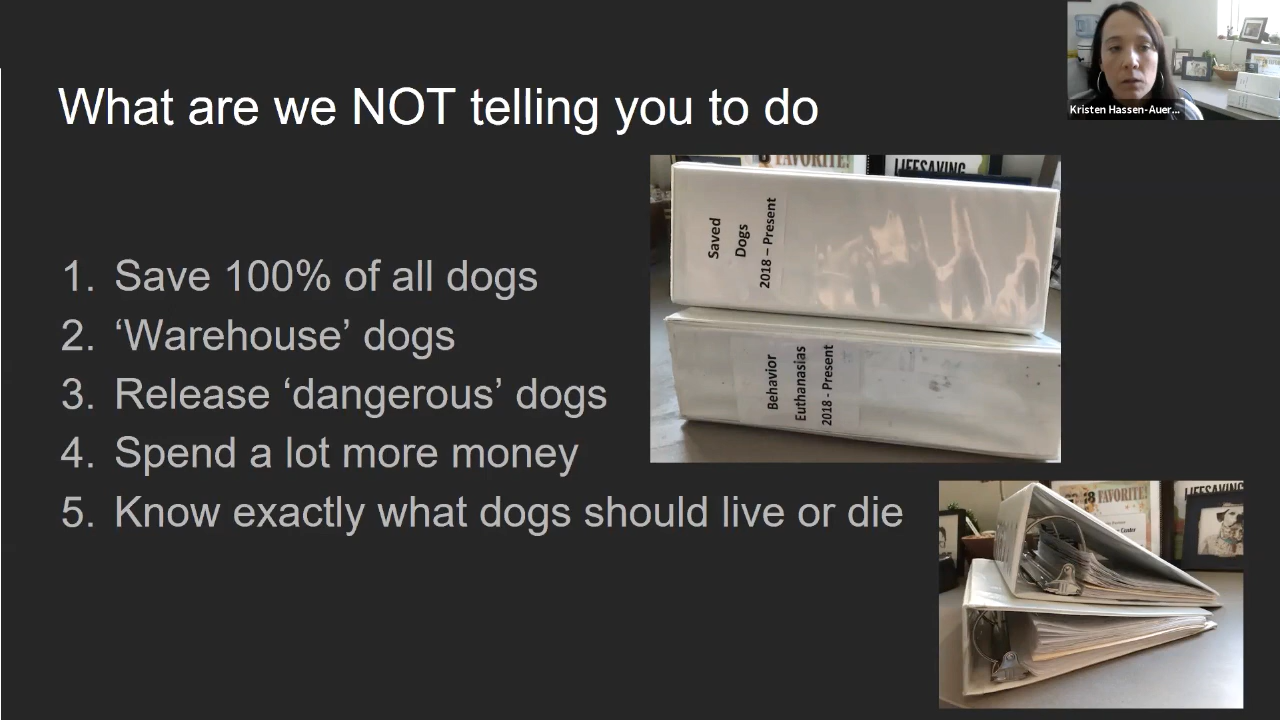 What are we NOT telling you to do
Kristen Hassen-Auer...
1. Save 100% of all dogs
2. ‘Warehouse’ dogs
3. Release ‘dangerous’ dogs
4. Spend a lot more money
5. Know exactly what dogs should live or die
FAVORITE!
LIFESAVING
Saved
Dogs
2018 – Present
Behavior
Euthanasias
2018 - Present
FAVORITE!
LIFESAVING